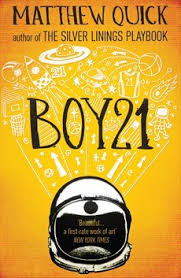 MATTHEW QUICK
author of THE SILVER LININGS PLAYBOOK
BOY21
'Beautiful...
a first-rate work of art'
NEW YORK TIMES